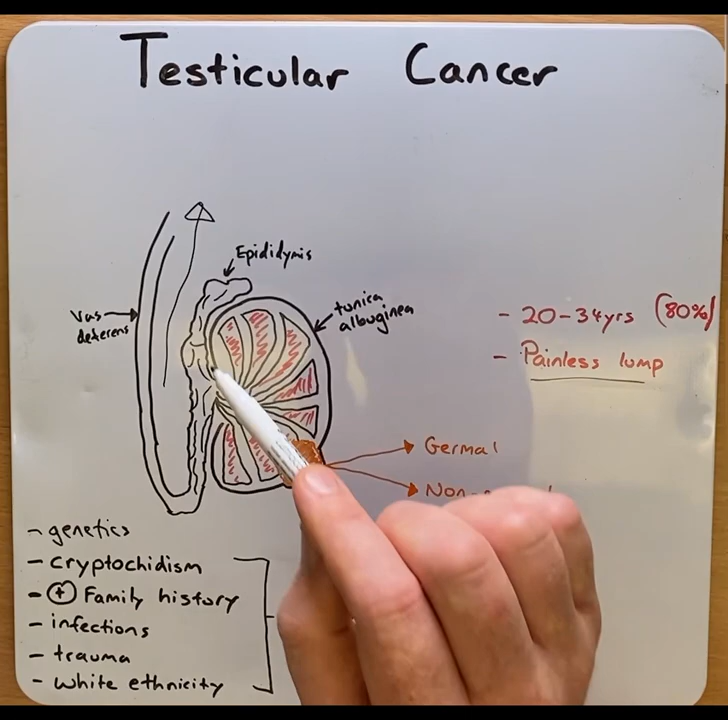 Testicular Cancer
Epididymis
Vas
deferens
tunica
albuginea
- 20-34yrs (80%)
- Painless lump
Germal
Non-
- genetics
- cryptochidism
- (+) Family history
- infections
- trauma
- white ethnicity